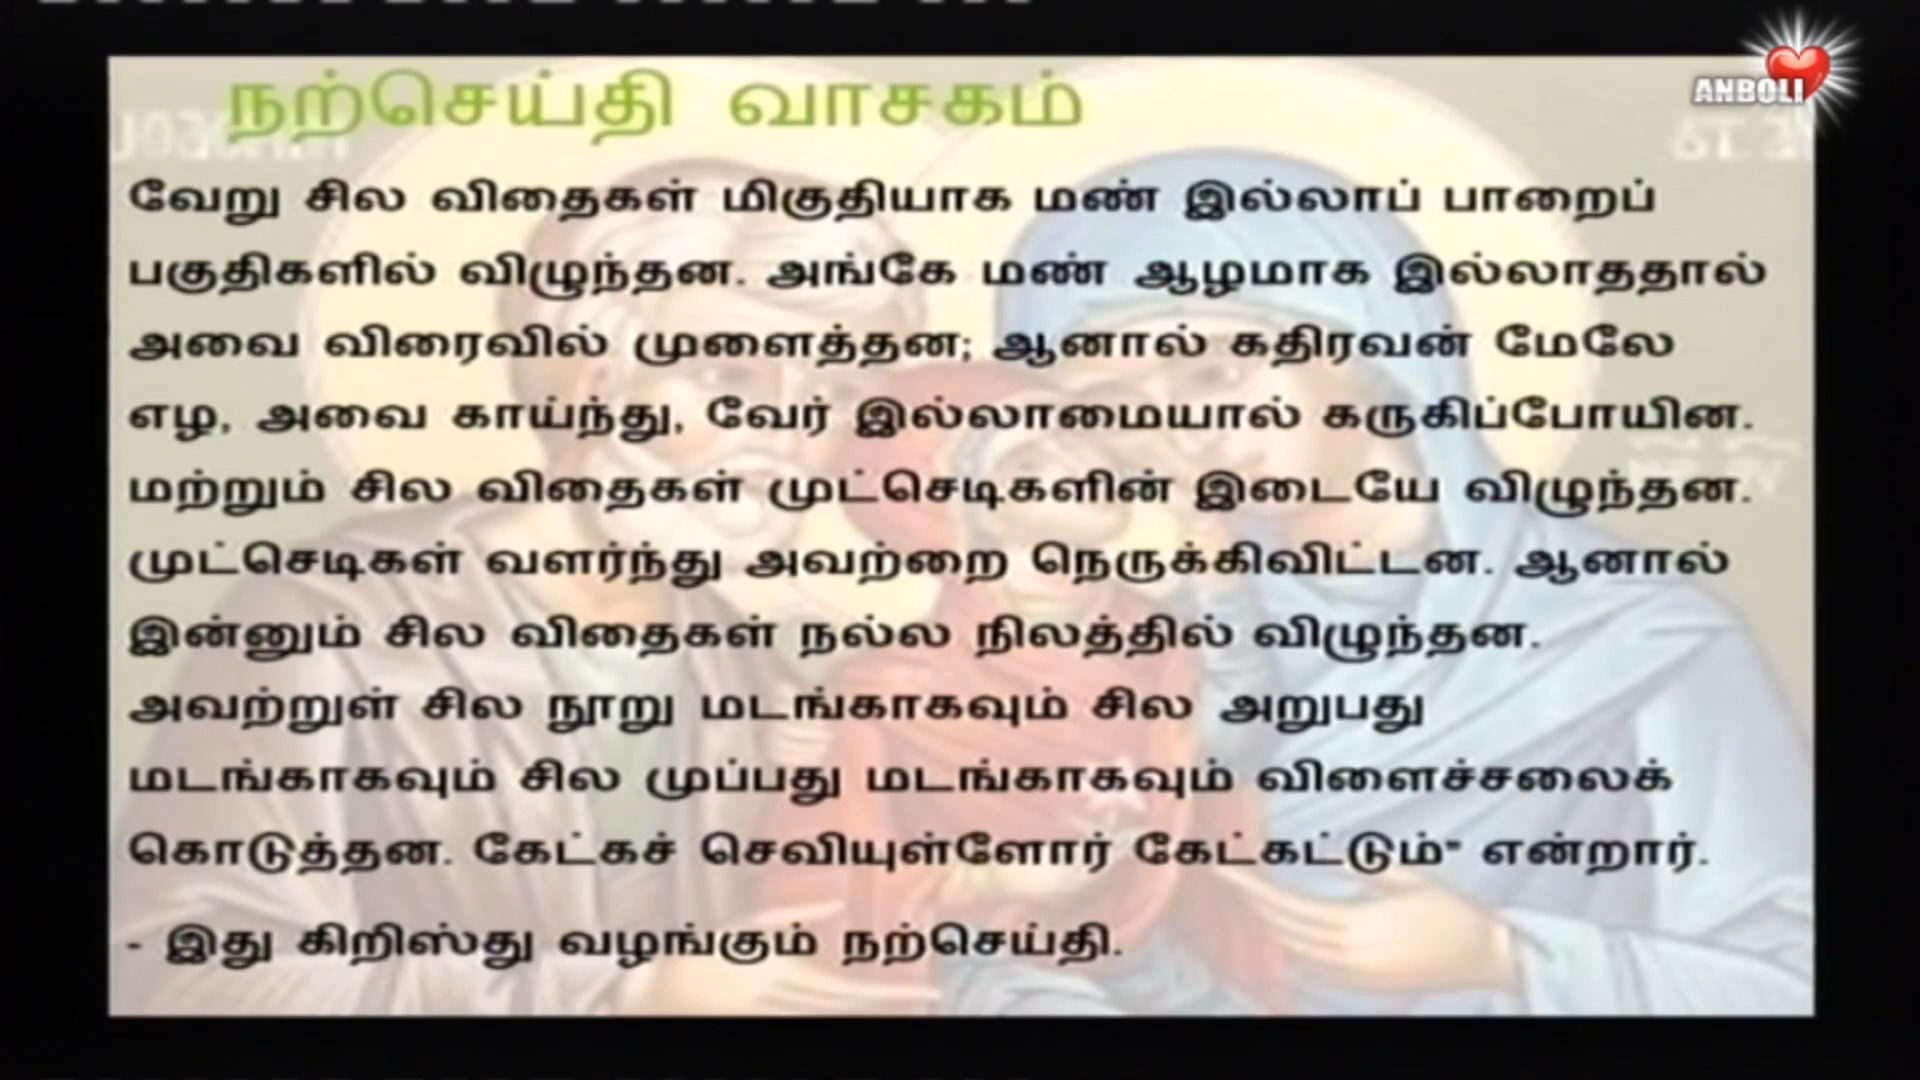 நற்செய்தி வாசகம்
ANBOLI
வேறு சில விதைகள் மிகுதியாக மண் இல்லாப் பாறைப்
பகுதிகளில் விழுந்தன. அங்கே மண் ஆழமாக இல்லாததால்
அவை விரைவில் முளைத்தன; ஆனால் கதிரவன் மேலே
எழ, அவை காய்ந்து, வேர் இல்லாமையால் கருகிப்போயின.
மற்றும் சில விதைகள் முட்செடிகளின் இடையே விழுந்தன.
முட்செடிகள் வளர்ந்து அவற்றை நெருக்கிவிட்டன. ஆனால்
இன்னும் சில விதைகள் நல்ல நிலத்தில் விழுந்தன.
அவற்றுள் சில நூறு மடங்காகவும் சில அறுபது
மடங்காகவும் சில முப்பது மடங்காகவும் விளைச்சலைக்
கொடுத்தன. கேட்கச் செவியுள்ளோர் கேட்கட்டும்" என்றார்.
- இது கிறிஸ்து வழங்கும் நற்செய்தி.